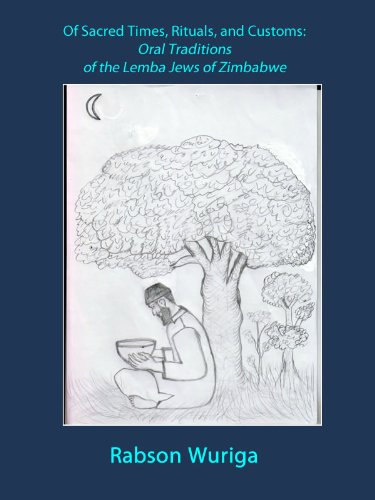 Of Sacred Times, Rituals, and Customs:
Oral Traditions
of the Lemba Jews of Zimbabwe
Rabson Wuriga